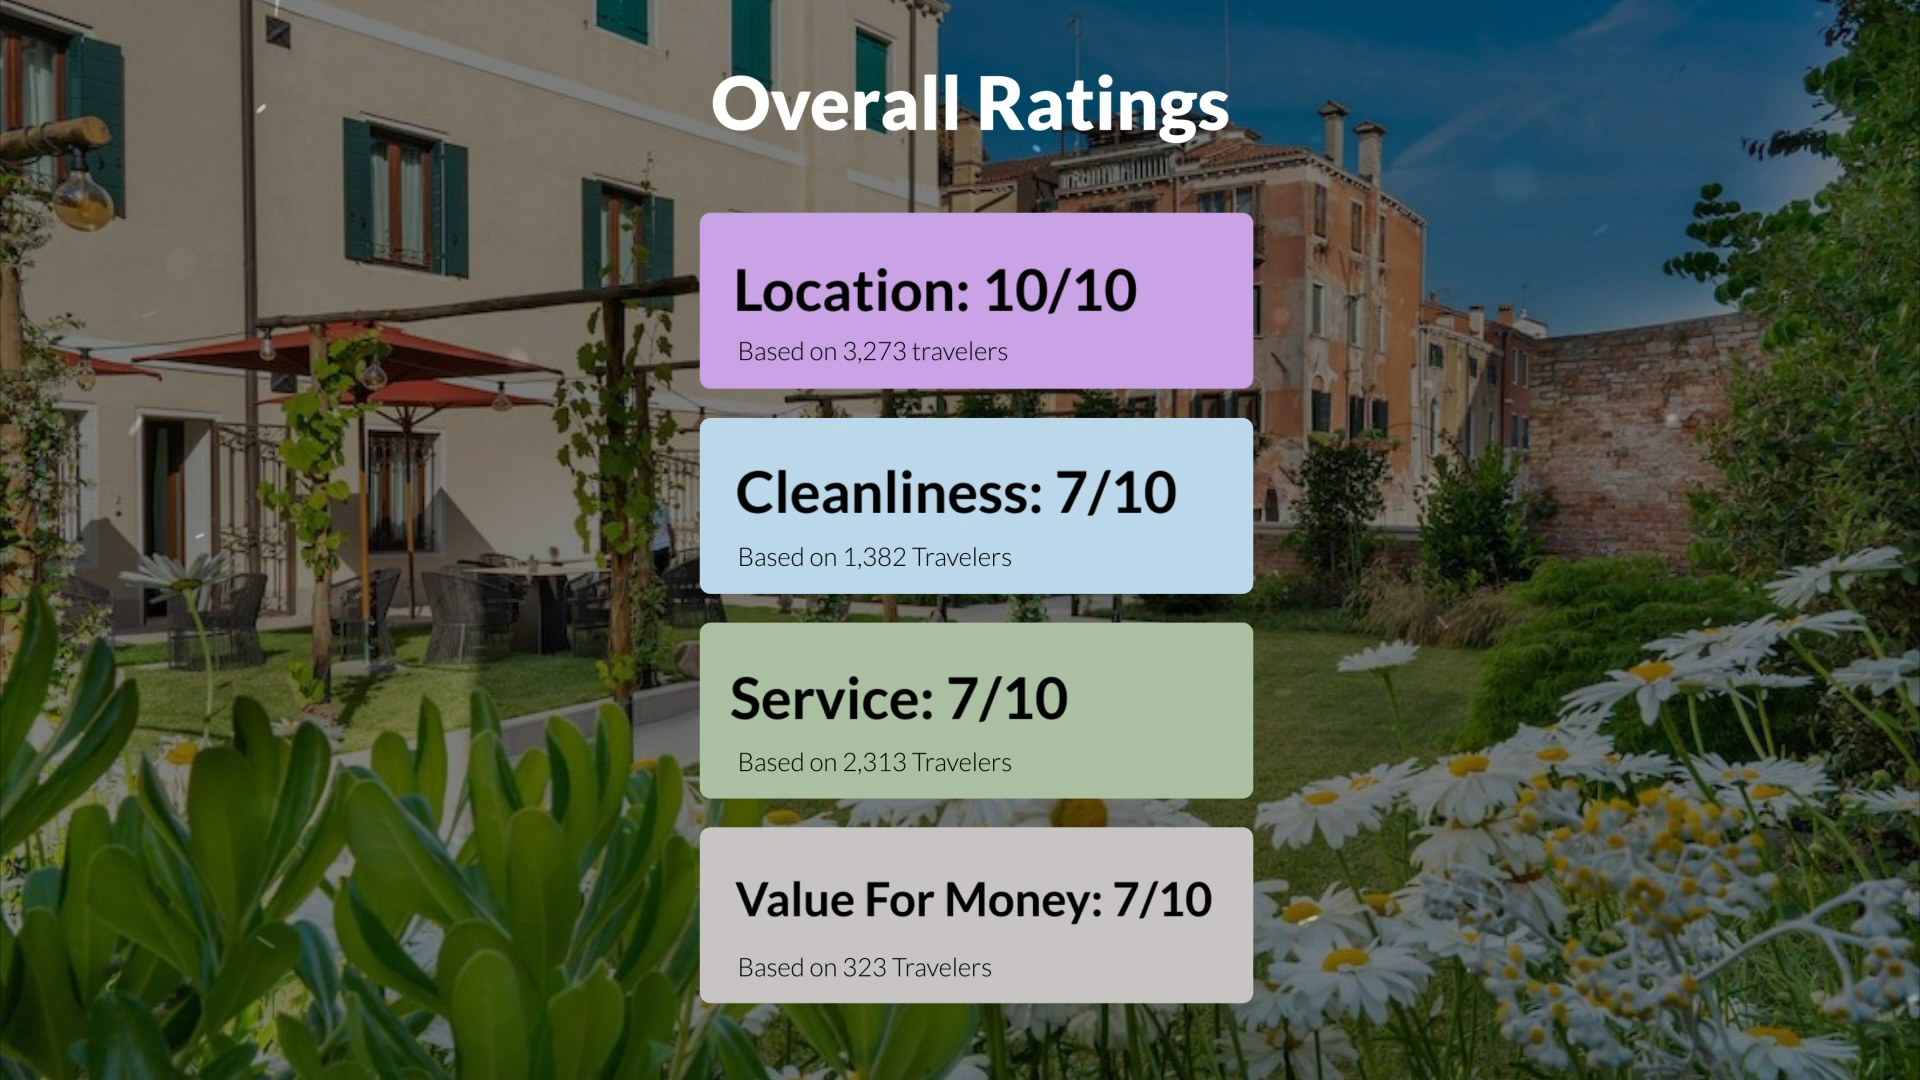 Overall Ratings
Location: 10/10
Based on 3,273 travelers
Cleanliness: 7/10
Based on 1,382 Travelers
Service: 7/10
Based on 2,313 Travelers
Value For Money: 7/10
Based on 323 Travelers